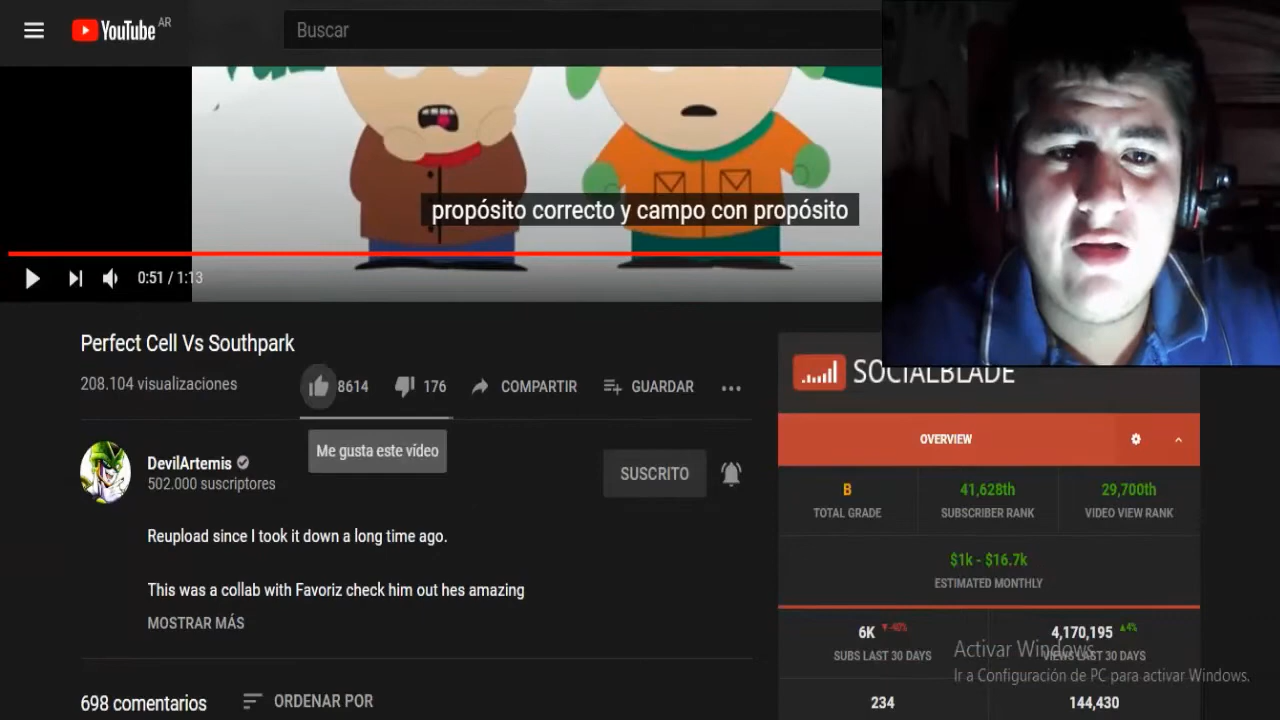 YouTube AR
Buscar
propósito correcto y campo con propósito
0:51 / 1:13
Perfect Cell Vs Southpark
208.104 visualizaciones
8614
176
COMPARTIR
GUARDAR
Me gusta este vídeo
DevilArtemis
502.000 suscriptores
SUSCRITO
Reupload since I took it down a long time ago.
This was a collab with Favoriz check him out hes amazing
MOSTRAR MÁS
698 comentarios
ORDENAR POR
SOCIALBLADE
OVERVIEW
B
TOTAL GRADE
41,628th
SUBSCRIBER RANK
29,700th
VIDEO VIEW RANK
$1k - $16.7k
ESTIMATED MONTHLY
6K -40%
SUBS LAST 30 DAYS
4,170,195 4%
VIEWS LAST 30 DAYS
234
144,430
Activar Windows
Ir a Configuración de PC para activar Windows.